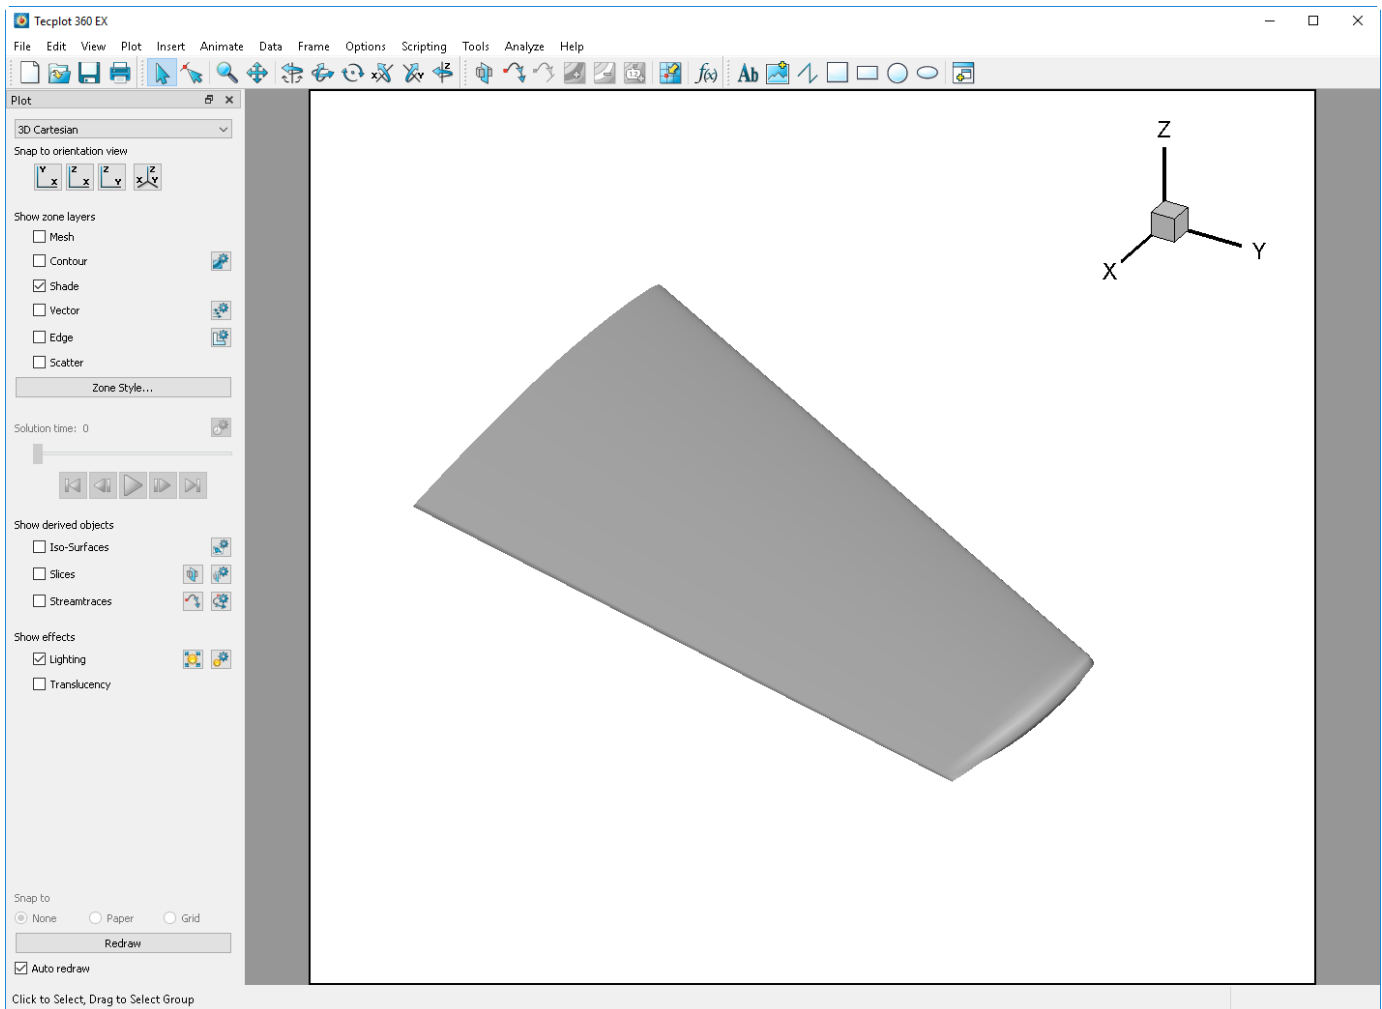 Tecplot 360 EX
File Edit View Plot Insert Animate Data Frame Options Scripting Tools Analyze Help
Plot
3D Cartesian
Snap to orientation view
Y X
Z X
Z Y
Z X Y
Show zone layers
Mesh
Contour
Shade
Vector
Edge
Scatter
Zone Style...
Solution time: 0
Show derived objects
Iso-Surfaces
Slices
Streamtraces
Show effects
Lighting
Translucency
Snap to
None Paper Grid
Redraw
Auto redraw
Click to Select, Drag to Select Group
f(x) Ab
Z
Y
X